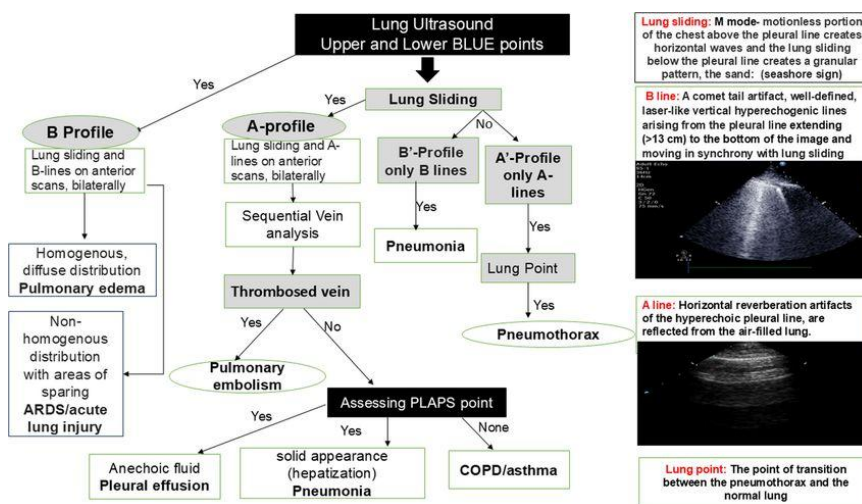 Lung Ultrasound
Upper and Lower BLUE points
Yes
Yes
Lung Sliding
No
B Profile
Lung sliding and
B-lines on anterior
scans, bilaterally
A-profile
Lung sliding and A-
lines on anterior
scans, bilaterally
B'-Profile
only B lines
A'-Profile
only A-
lines
Yes
Yes
Sequential Vein
analysis
Pneumonia
Lung Point
Homogenous,
diffuse distribution
Pulmonary edema
Thrombosed vein
Yes
Pneumothorax
Non-
homogenous
distribution
with areas of
sparing
ARDS/acute
lung injury
Yes
No
Pulmonary
embolism
Assessing PLAPS point
Yes
Yes
None
Anechoic fluid
Pleural effusion
solid appearance
(hepatization)
Pneumonia
COPD/asthma
Lung sliding: M mode- motionless portion
of the chest above the pleural line creates
horizontal waves and the lung sliding
below the pleural line creates a granular
pattern, the sand: (seashore sign)
B line: A comet tail artifact, well-defined,
laser-like vertical hyperechogenic lines
arising from the pleural line extending
(>13 cm) to the bottom of the image and
moving in synchrony with lung sliding
A line: Horizontal reverberation artifacts
of the hyperechoic pleural line, are
reflected from the air-filled lung.
Lung point: The point of transition
between the pneumothorax and the
normal lung